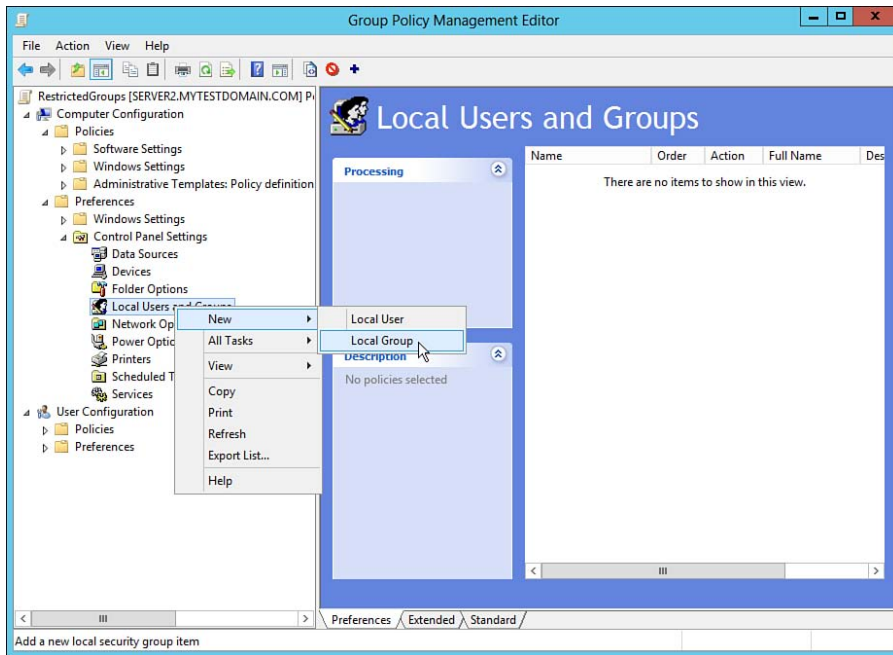 Group Policy Management Editor
File Action View Help
RestrictedGroups [SERVER2.MYTESTDOMAIN.COM] P
Computer Configuration
Policies
Software Settings
Windows Settings
Administrative Templates: Policy definition
Preferences
Windows Settings
Control Panel Settings
Data Sources
Devices
Folder Options
Local Users and Groups
Network Op
Power Optio
Printers
Scheduled T
Services
User Configuration
Policies
Preferences
New
All Tasks
View
Copy
Print
Refresh
Export List...
Help
Local User
Local Group
Local Users and Groups
Processing
Description
No policies selected
Name Order Action Full Name Des
There are no items to show in this view.
Preferences Extended Standard
Add a new local security group item